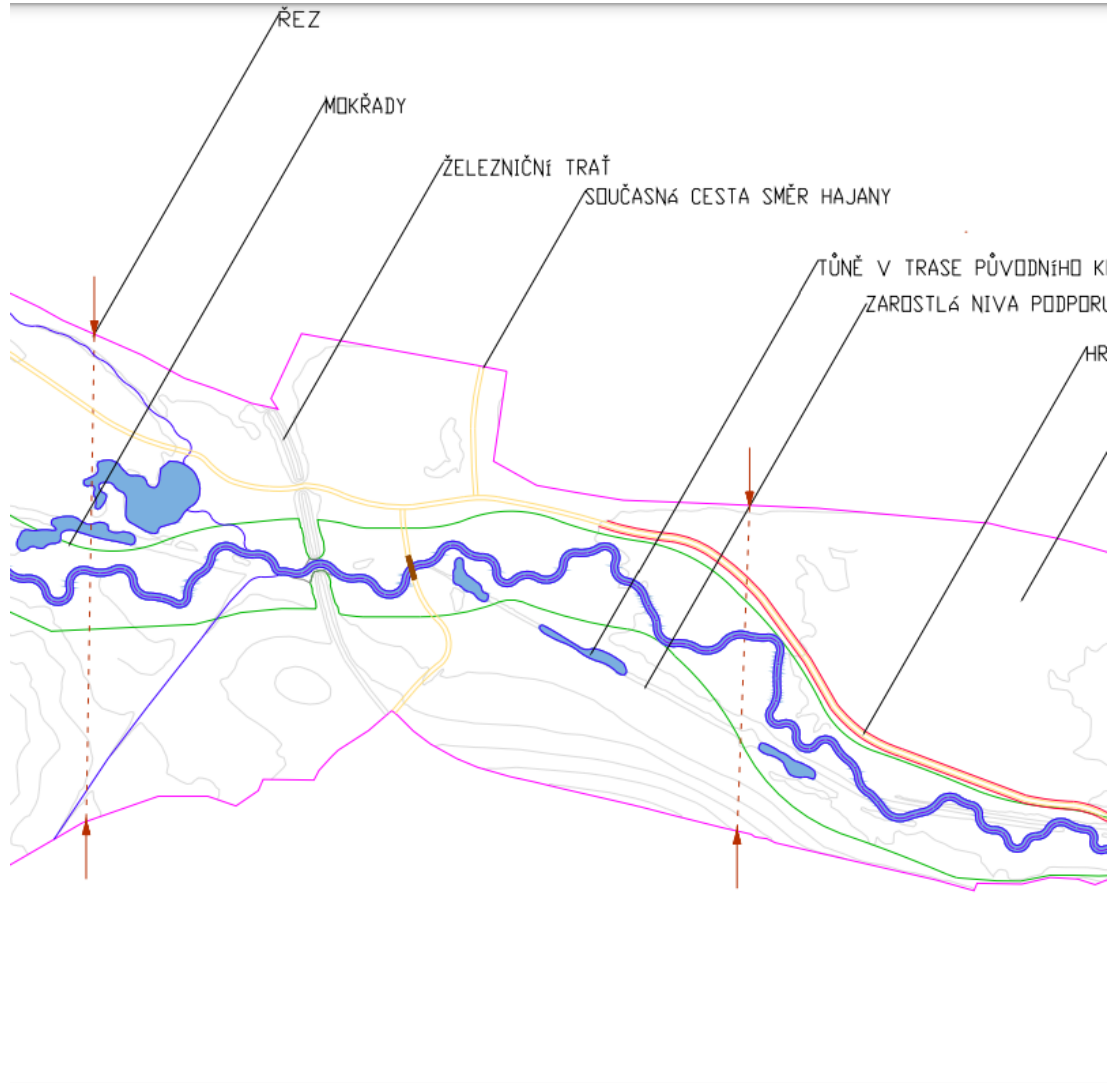 ŘEZ
MOKŘADY
ŽELEZNIČNÍ TRAŤ
SOUČASNÁ CESTA SMĚR HAJANY
TŮNĚ V TRASE PŮVODNÍHO
ZAROSTLÁ NIVA